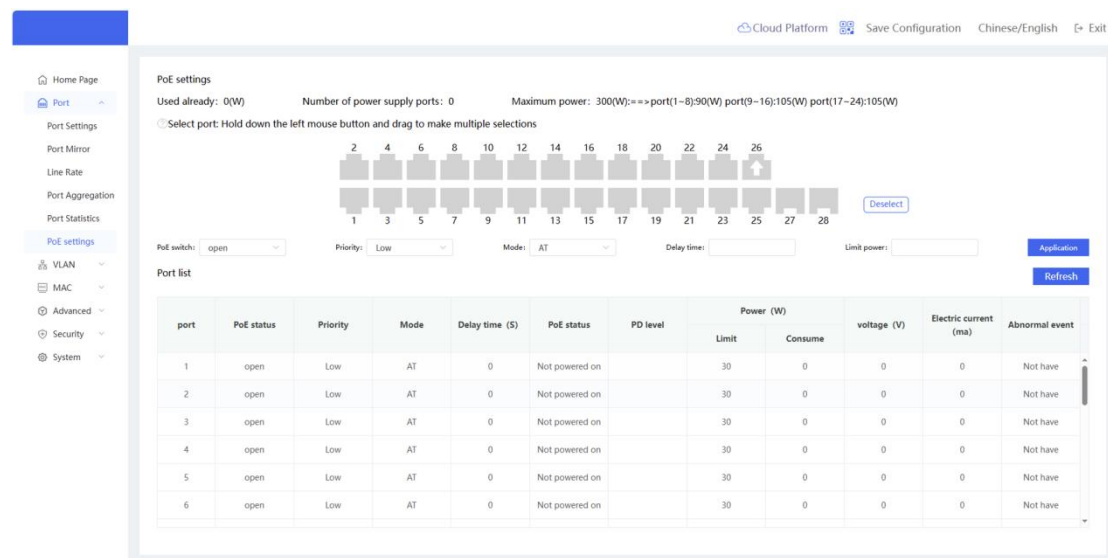 Cloud Platform Save Configuration Chinese/English Exit
Home Page
Port
Port Settings
Port Mirror
Line Rate
Port Aggregation
Port Statistics
PoE settings
VLAN
MAC
Advanced
Security
System
PoE settings
Used already: 0(W) Number of power supply ports: 0 Maximum power: 300(W):==>port(1~8):90(W) port(9~16):105(W) port(17~24):105(W)
Select port: Hold down the left mouse button and drag to make multiple selections
2 4 6 8 10 12 14 16 18 20 22 24 26
1 3 5 7 9 11 13 15 17 19 21 23 25 27 28
Deselect
PoE switch: open Priority: Low Mode: AT Delay time: Limit power: Application
Port list
Refresh
port PoE status Priority Mode Delay time (S) PoE status PD level Power (W) voltage (V) Electric current (ma) Abnormal event
Limit Consume
1 open Low AT 0 Not powered on 30 0 0 0 Not have
2 open Low AT 0 Not powered on 30 0 0 0 Not have
3 open Low AT 0 Not powered on 30 0 0 0 Not have
4 open Low AT 0 Not powered on 30 0 0 0 Not have
5 open Low AT 0 Not powered on 30 0 0 0 Not have
6 open Low AT 0 Not powered on 30 0 0 0 Not have